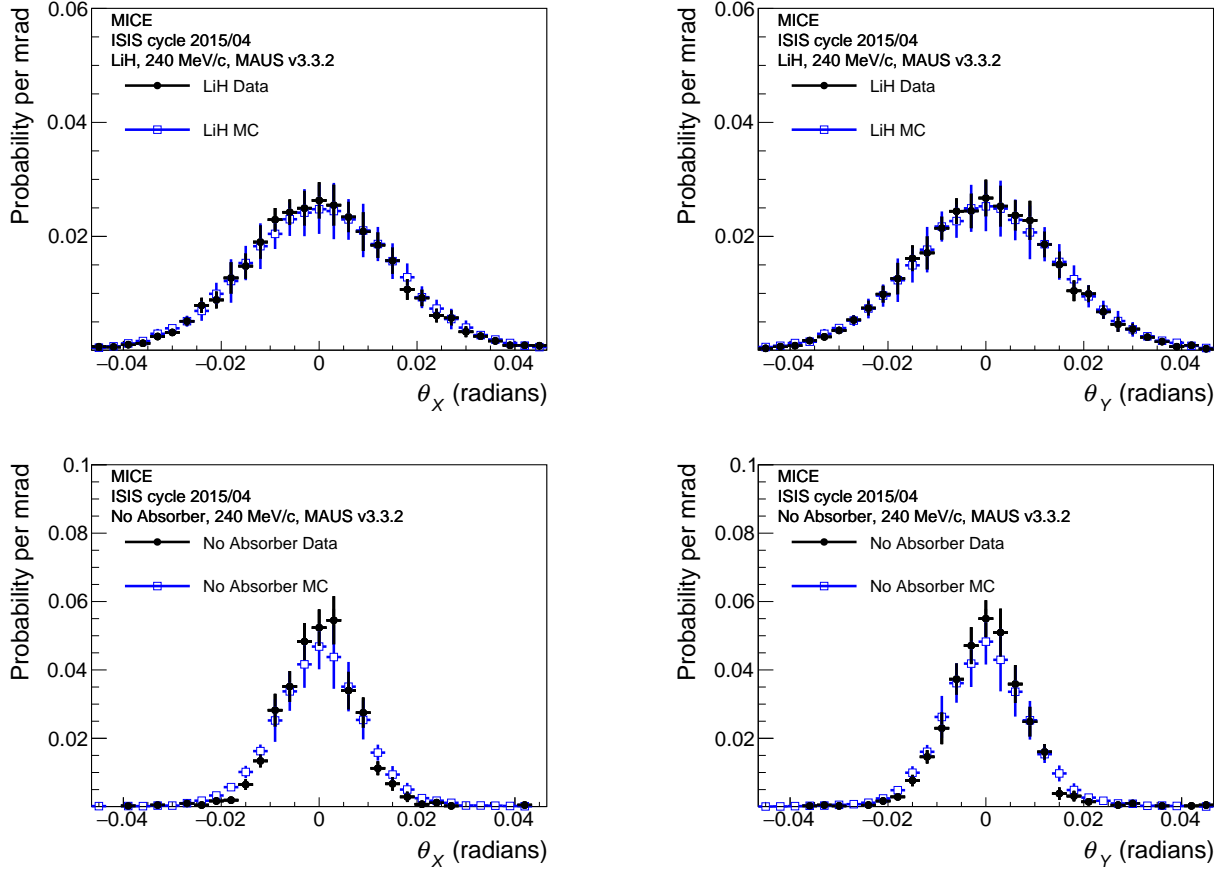 Probability per mrad
0.06
0.04
0.02
MICE
ISIS cycle 2015/04
LiH, 240 MeV/c, MAUS v3.3.2
LiH Data
LiH MC
−0.04 −0.02 0 0.02 0.04
θX (radians)
Probability per mrad
0.06
0.04
0.02
MICE
ISIS cycle 2015/04
LiH, 240 MeV/c, MAUS v3.3.2
LiH Data
LiH MC
−0.04 −0.02 0 0.02 0.04
θY (radians)
Probability per mrad
0.1
0.08
0.06
0.04
0.02
MICE
ISIS cycle 2015/04
No Absorber, 240 MeV/c, MAUS v3.3.2
No Absorber Data
No Absorber MC
−0.04 −0.02 0 0.02 0.04
θX (radians)
Probability per mrad
0.1
0.08
0.06
0.04
0.02
MICE
ISIS cycle 2015/04
No Absorber, 240 MeV/c, MAUS v3.3.2
No Absorber Data
No Absorber MC
−0.04 −0.02 0 0.02 0.04
θY (radians)